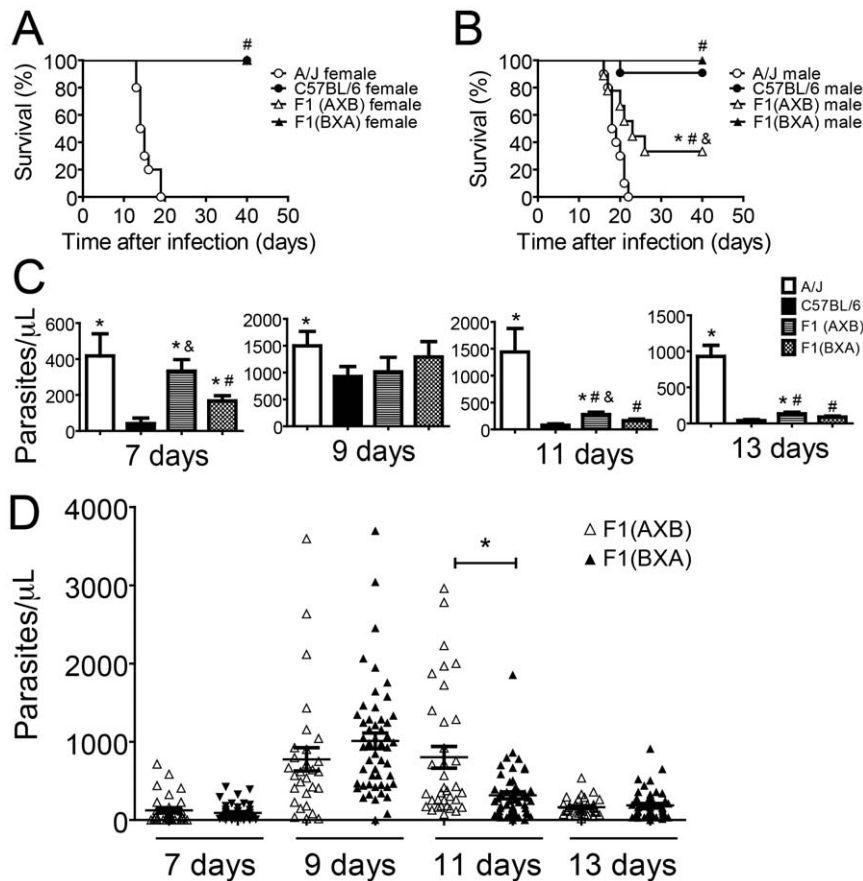 A
#
100
80
60
40
20
0
Survival (%)
0 10 20 30 40 50
Time after infection (days)
A/J female
C57BL/6 female
F1 (AXB) female
F1(BXA) female
B
#
100
80
60
40
20
0
Survival (%)
* # &
0 10 20 30 40 50
Time after infection (days)
A/J male
C57BL/6 male
F1(AXB) male
F1(BXA) male
C
Parasites/µL
600
400
200
0
* * & * #
7 days
2000
1500
1000
500
0
*
9 days
2000
1500
1000
500
0
* * # & #
11 days
1500
1000
500
0
* * # #
13 days
A/J
C57BL/6
F1 (AXB)
F1(BXA)
D
Parasites/µL
4000
3000
2000
1000
0
*
F1(AXB)
F1(BXA)
7 days 9 days 11 days 13 days